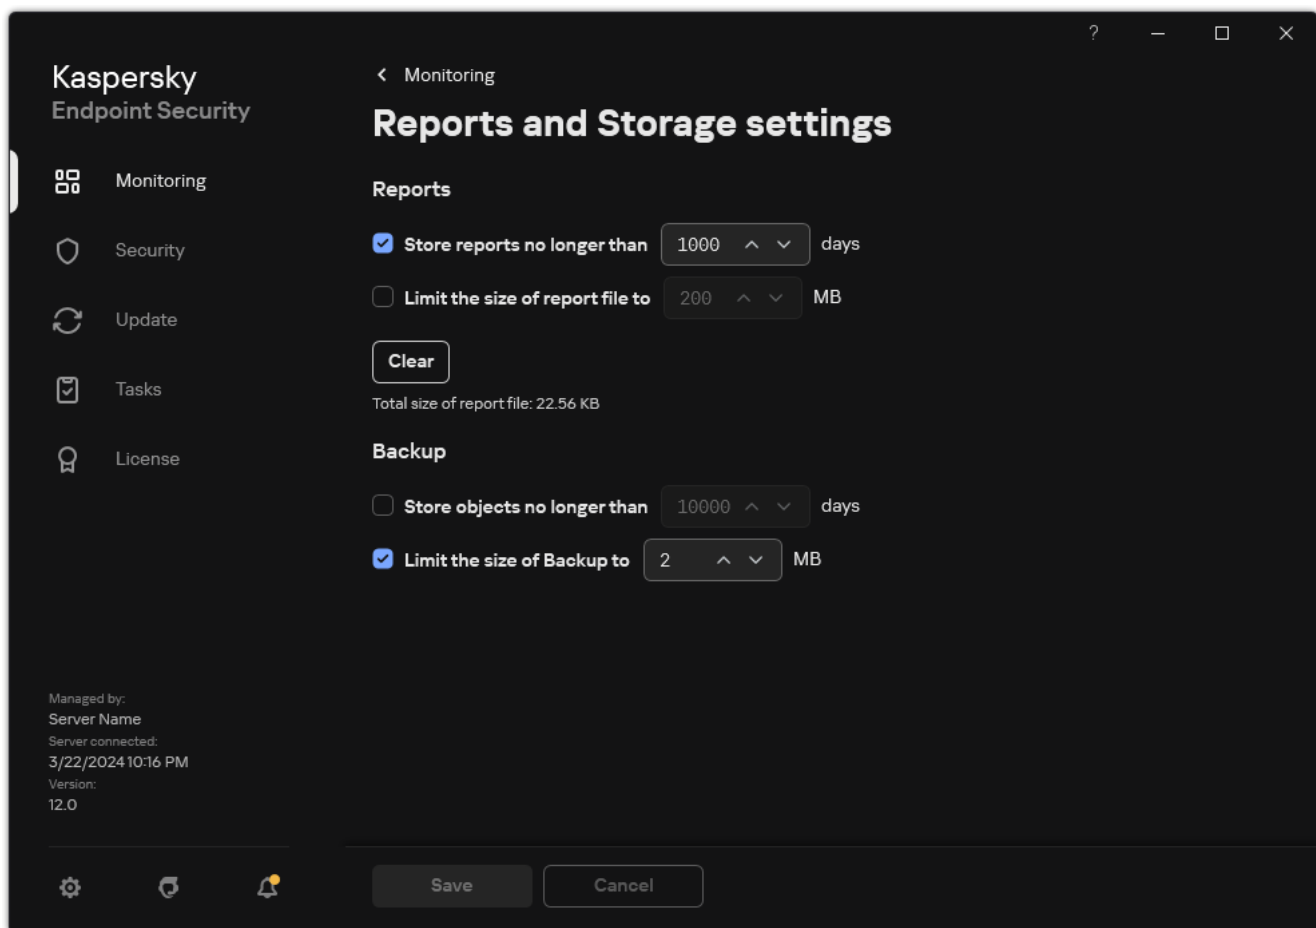 ?
Kaspersky
Endpoint Security
Monitoring
Security
Update
Tasks
License
Managed by:
Server Name
Server connected:
3/22/2024 10:16 PM
Version:
12.0
Monitoring
Reports and Storage settings
Reports
Store reports no longer than 1000 days
Limit the size of report file to 200 MB
Clear
Total size of report file: 22.56 KB
Backup
Store objects no longer than 10000 days
Limit the size of Backup to 2 MB
Save Cancel